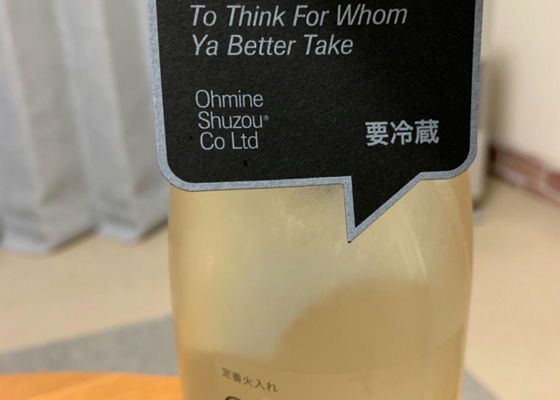 To Think For Whom
Ya Better Take
Ohmine
Shuzou®
Co Ltd
要冷蔵
定番火入れ